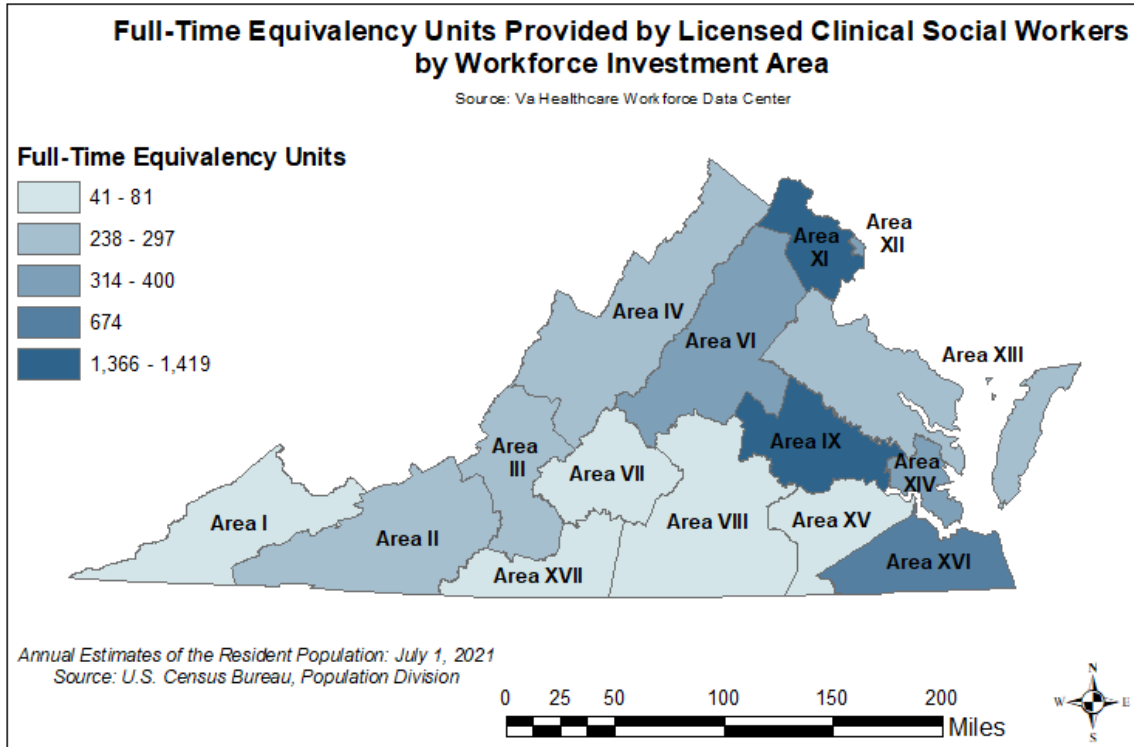 Full-Time Equivalency Units Provided by Licensed Clinical Social Workers
by Workforce Investment Area
Source: Va Healthcare Workforce Data Center
Full-Time Equivalency Units
41 - 81
238 - 297
314 - 400
674
1,366 - 1,419
Area
XII
Area
XI
Area IV
Area VI
Area XIII
Area IX
Area
III
Area VII
Area
XIV
Area I
Area II
Area VIII
Area XV
Area XVII
Area XVI
Annual Estimates of the Resident Population: July 1, 2021
Source: U.S. Census Bureau, Population Division
0 25 50 100 150 200
Miles
N
W E
S